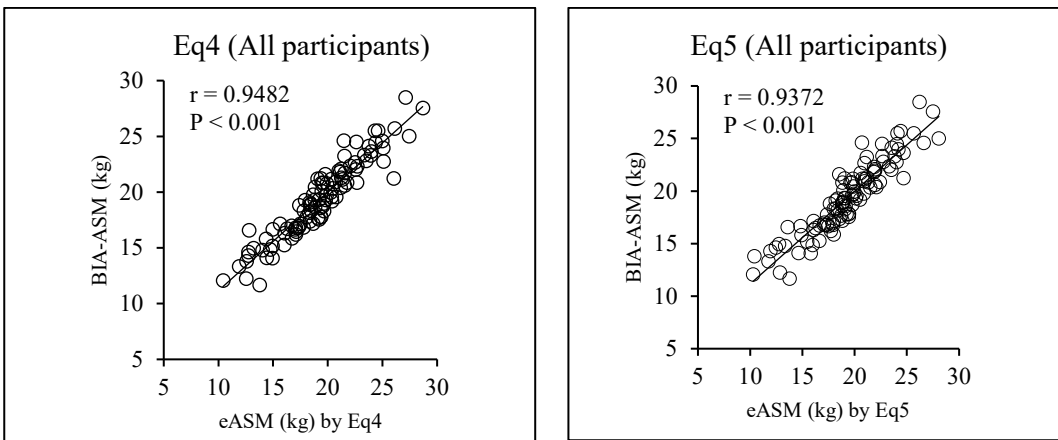 Eq4 (All participants)
r = 0.9482
P < 0.001
30
25
20
15
10
5
BIA-ASM (kg)
5 10 15 20 25 30
eASM (kg) by Eq4
Eq5 (All participants)
r = 0.9372
P < 0.001
30
25
20
15
10
5
BIA-ASM (kg)
5 10 15 20 25 30
eASM (kg) by Eq5